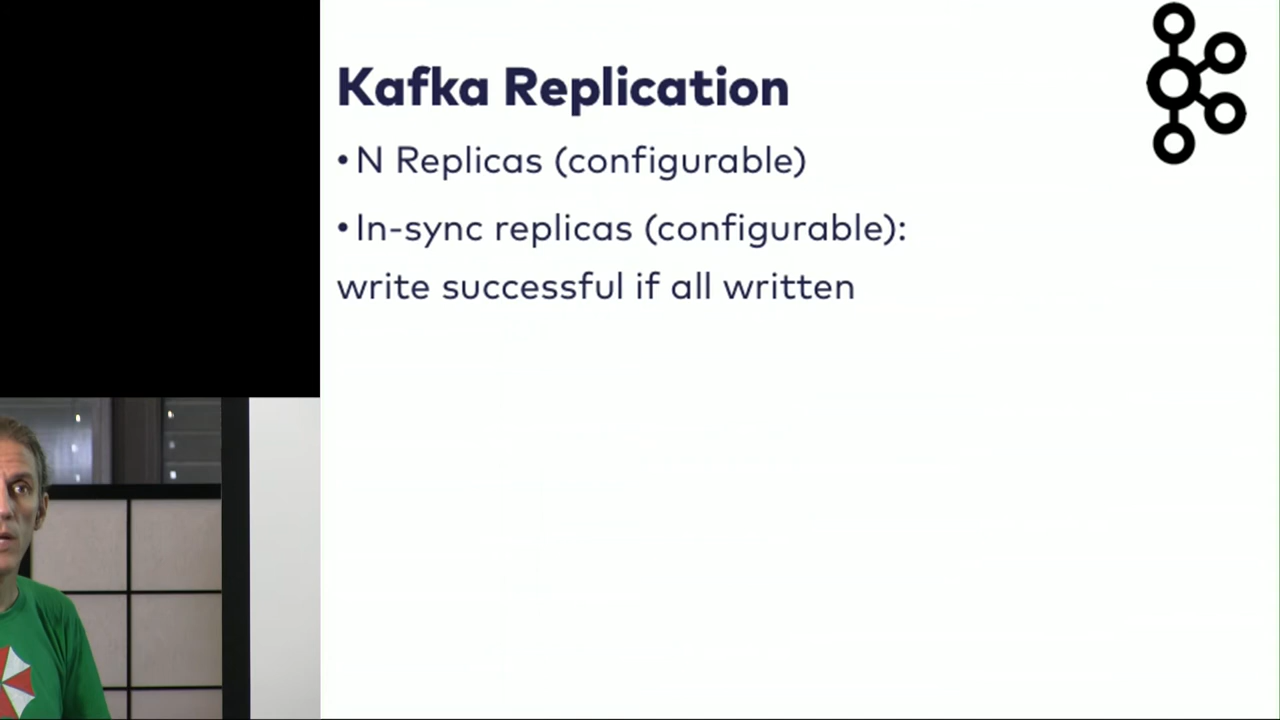 Kafka Replication
• N Replicas (configurable)
• In-sync replicas (configurable):
write successful if all written